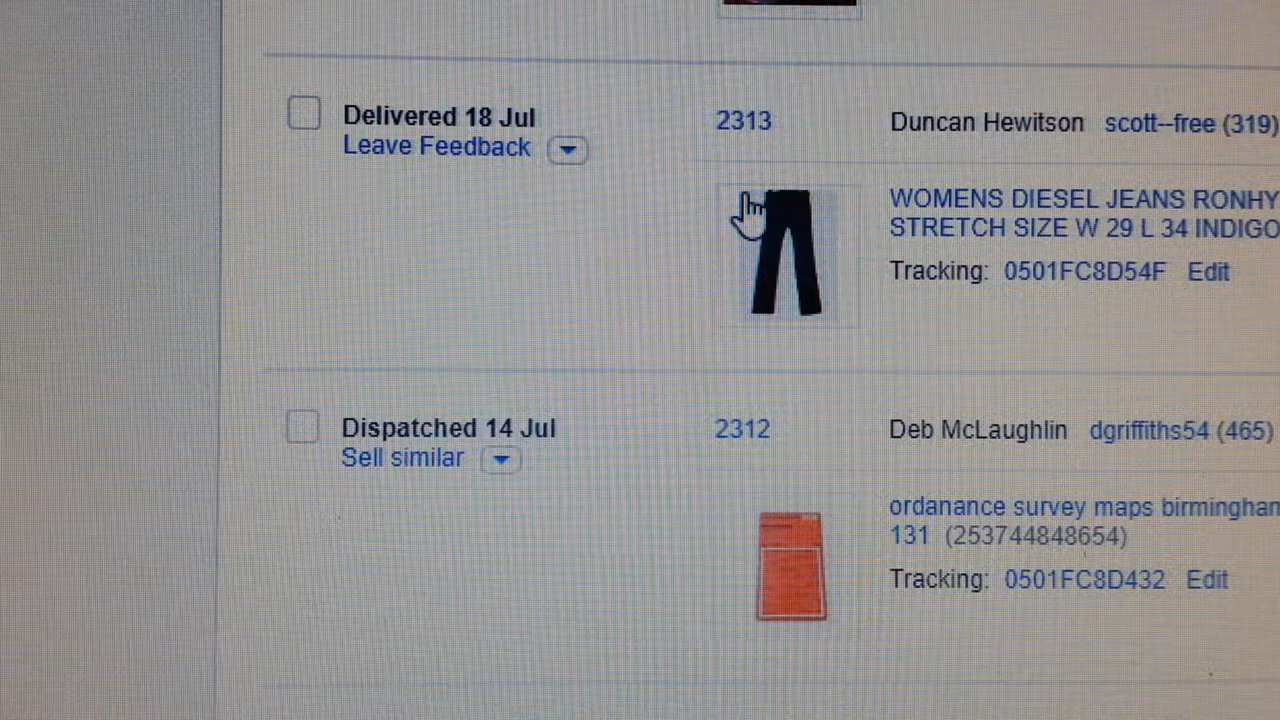 Delivered 18 Jul
Leave Feedback
2313
Duncan Hewitson scott--free (319)
WOMENS DIESEL JEANS RONHY
STRETCH SIZE W 29 L 34 INDIGO
Tracking: 0501FC8D54F Edit
Dispatched 14 Jul
Sell similar
2312
Deb McLaughlin dgriffiths54 (465)
ordanance survey maps birmingham
131 (253744848654)
Tracking: 0501FC8D432 Edit